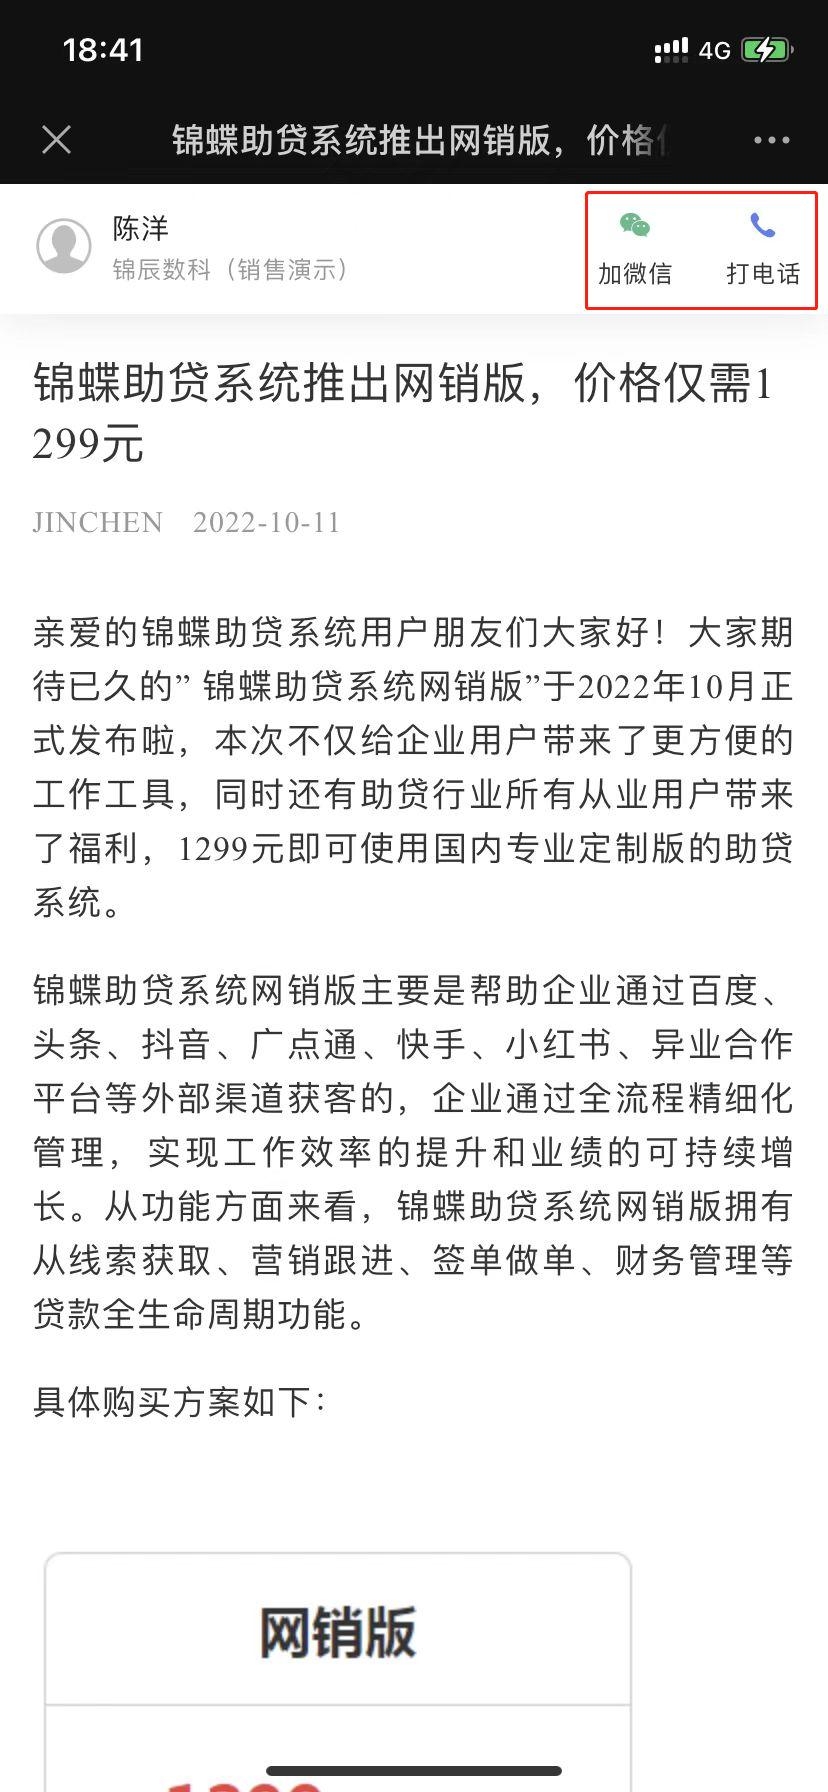 18:41
4G
锦蝶助贷系统推出网销版，价格
陈洋
锦辰数科（销售演示）
加微信
打电话
锦蝶助贷系统推出网销版，价格仅需1
299元
JINCHEN 2022-10-11
亲爱的锦蝶助贷系统用户朋友们大家好！大家期
待已久的” 锦蝶助贷系统网销版”于2022年10月正
式发布啦，本次不仅给企业用户带来了更方便的
工作工具，同时还有助贷行业所有从业用户带来
了福利，1299元即可使用国内专业定制版的助贷
系统。
锦蝶助贷系统网销版主要是帮助企业通过百度、
头条、抖音、广点通、快手、小红书、异业合作
平台等外部渠道获客的，企业通过全流程精细化
管理，实现工作效率的提升和业绩的可持续增
长。从功能方面来看，锦蝶助贷系统网销版拥有
从线索获取、营销跟进、签单做单、财务管理等
贷款全生命周期功能。
具体购买方案如下：
网销版